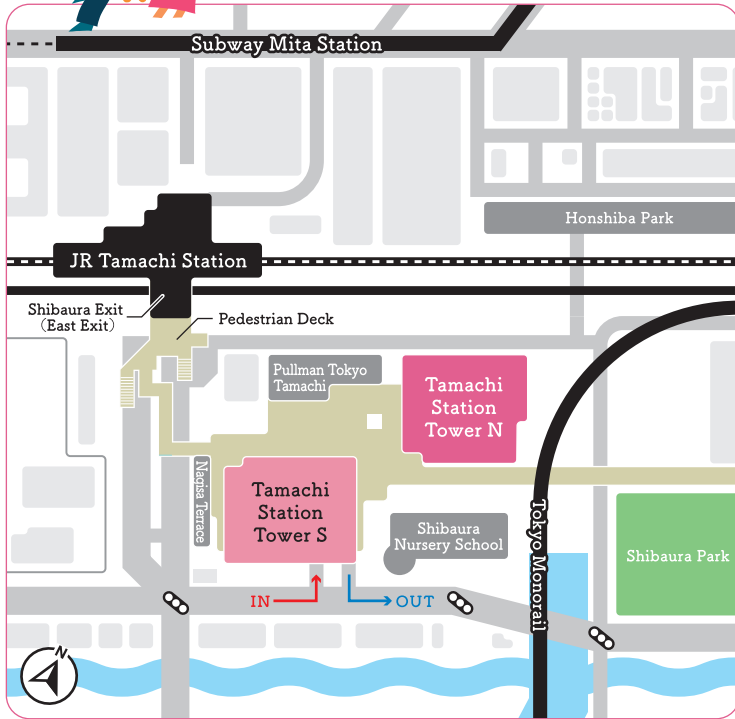 Subway Mita Station
Honshiba Park
JR Tamachi Station
Shibaura Exit
(East Exit)
Pedestrian Deck
Pullman Tokyo
Tamachi
Tamachi
Station
Tower N
Nagisa Terrace
Tamachi
Station
Tower S
Shibaura
Nursery School
Tokyo Monorail
Shibaura Park
IN
OUT
N